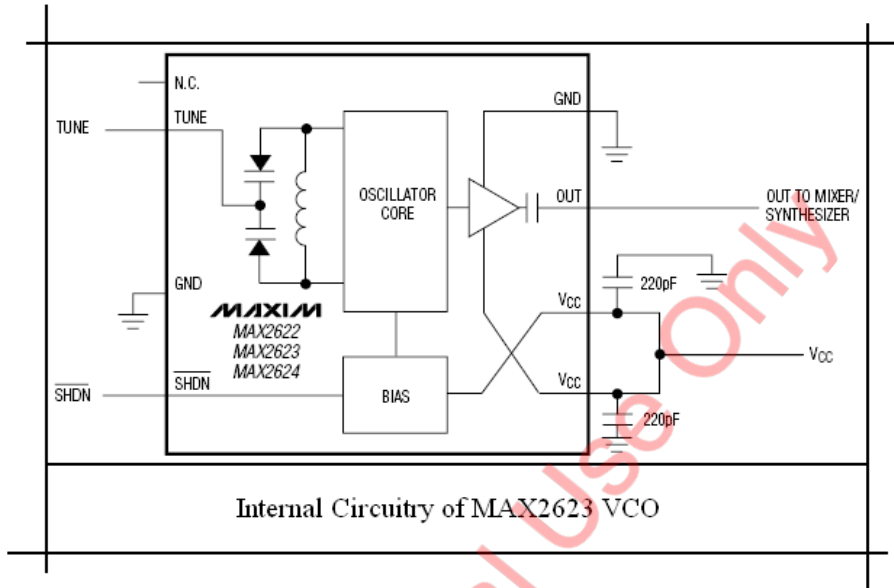 N.C.
TUNE
TUNE
GND
OSCILLATOR
CORE
OUT
OUT TO MIXER/
SYNTHESIZER
220pF
GND
MAXIM
MAX2622
MAX2623
MAX2624
VCC
VCC
SHDN
SHDN
BIAS
VCC
220pF
Internal Circuitry of MAX2623 VCO
Use Only